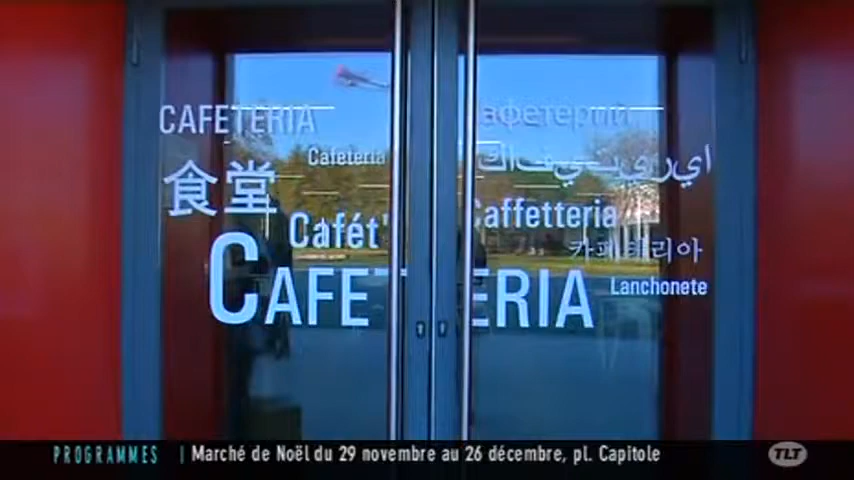 CAFETERIA
Cafeteria
кафетерий
食堂
Cafét'
Caffetteria
카페테리아
CAFETERIA
Lanchonete
PROGRAMMES | Marché de Noël du 29 novembre au 26 décembre, pl. Capitole
TLT